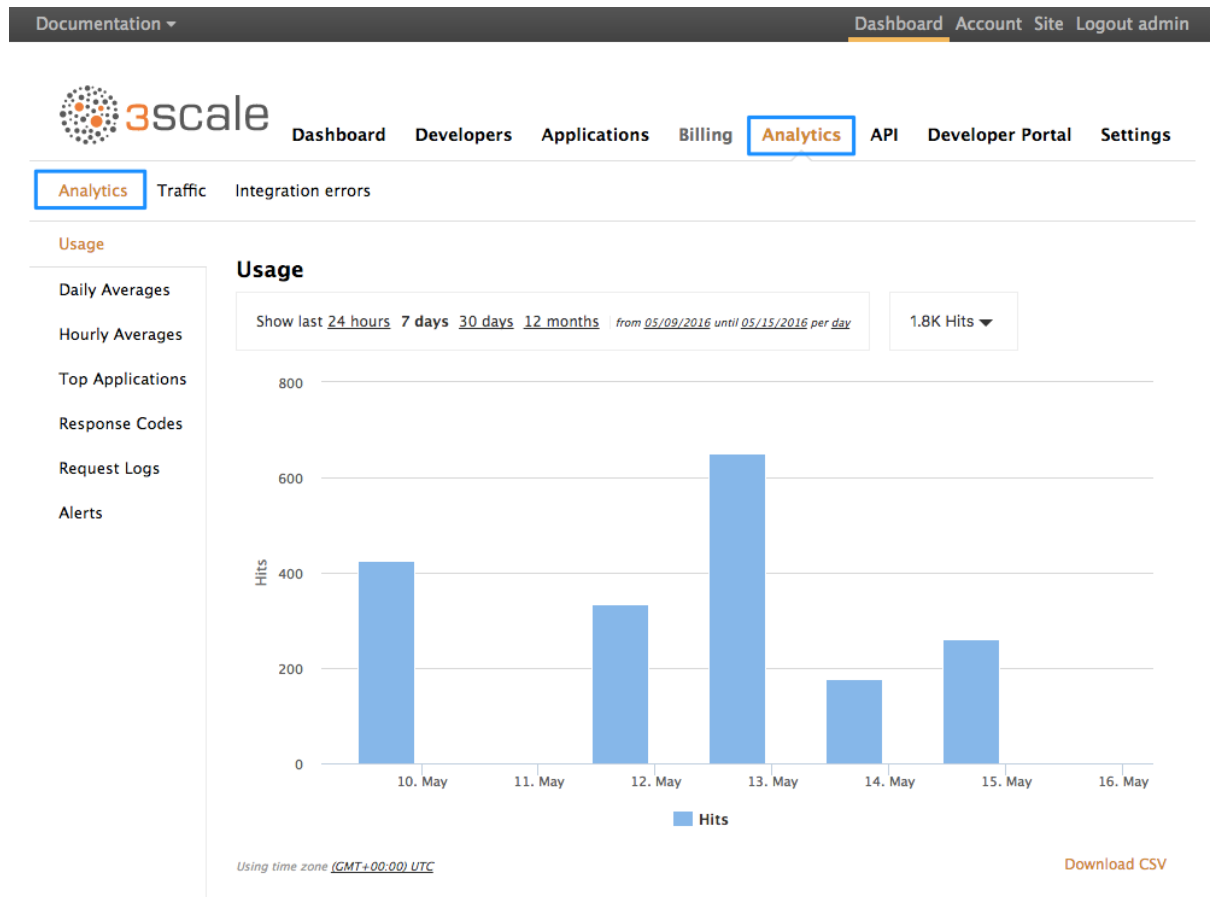 Documentation Dashboard Account Site Logout admin
3scale Dashboard Developers Applications Billing Analytics API Developer Portal Settings
Analytics Traffic Integration errors
Usage
Daily Averages
Hourly Averages
Top Applications
Response Codes
Request Logs
Alerts
Usage
Show last 24 hours 7 days 30 days 12 months from 05/09/2016 until 05/15/2016 per day 1.8K Hits
800
600
400
200
0
Hits
10. May 11. May 12. May 13. May 14. May 15. May 16. May
Hits
Using time zone (GMT+00:00) UTC Download CSV